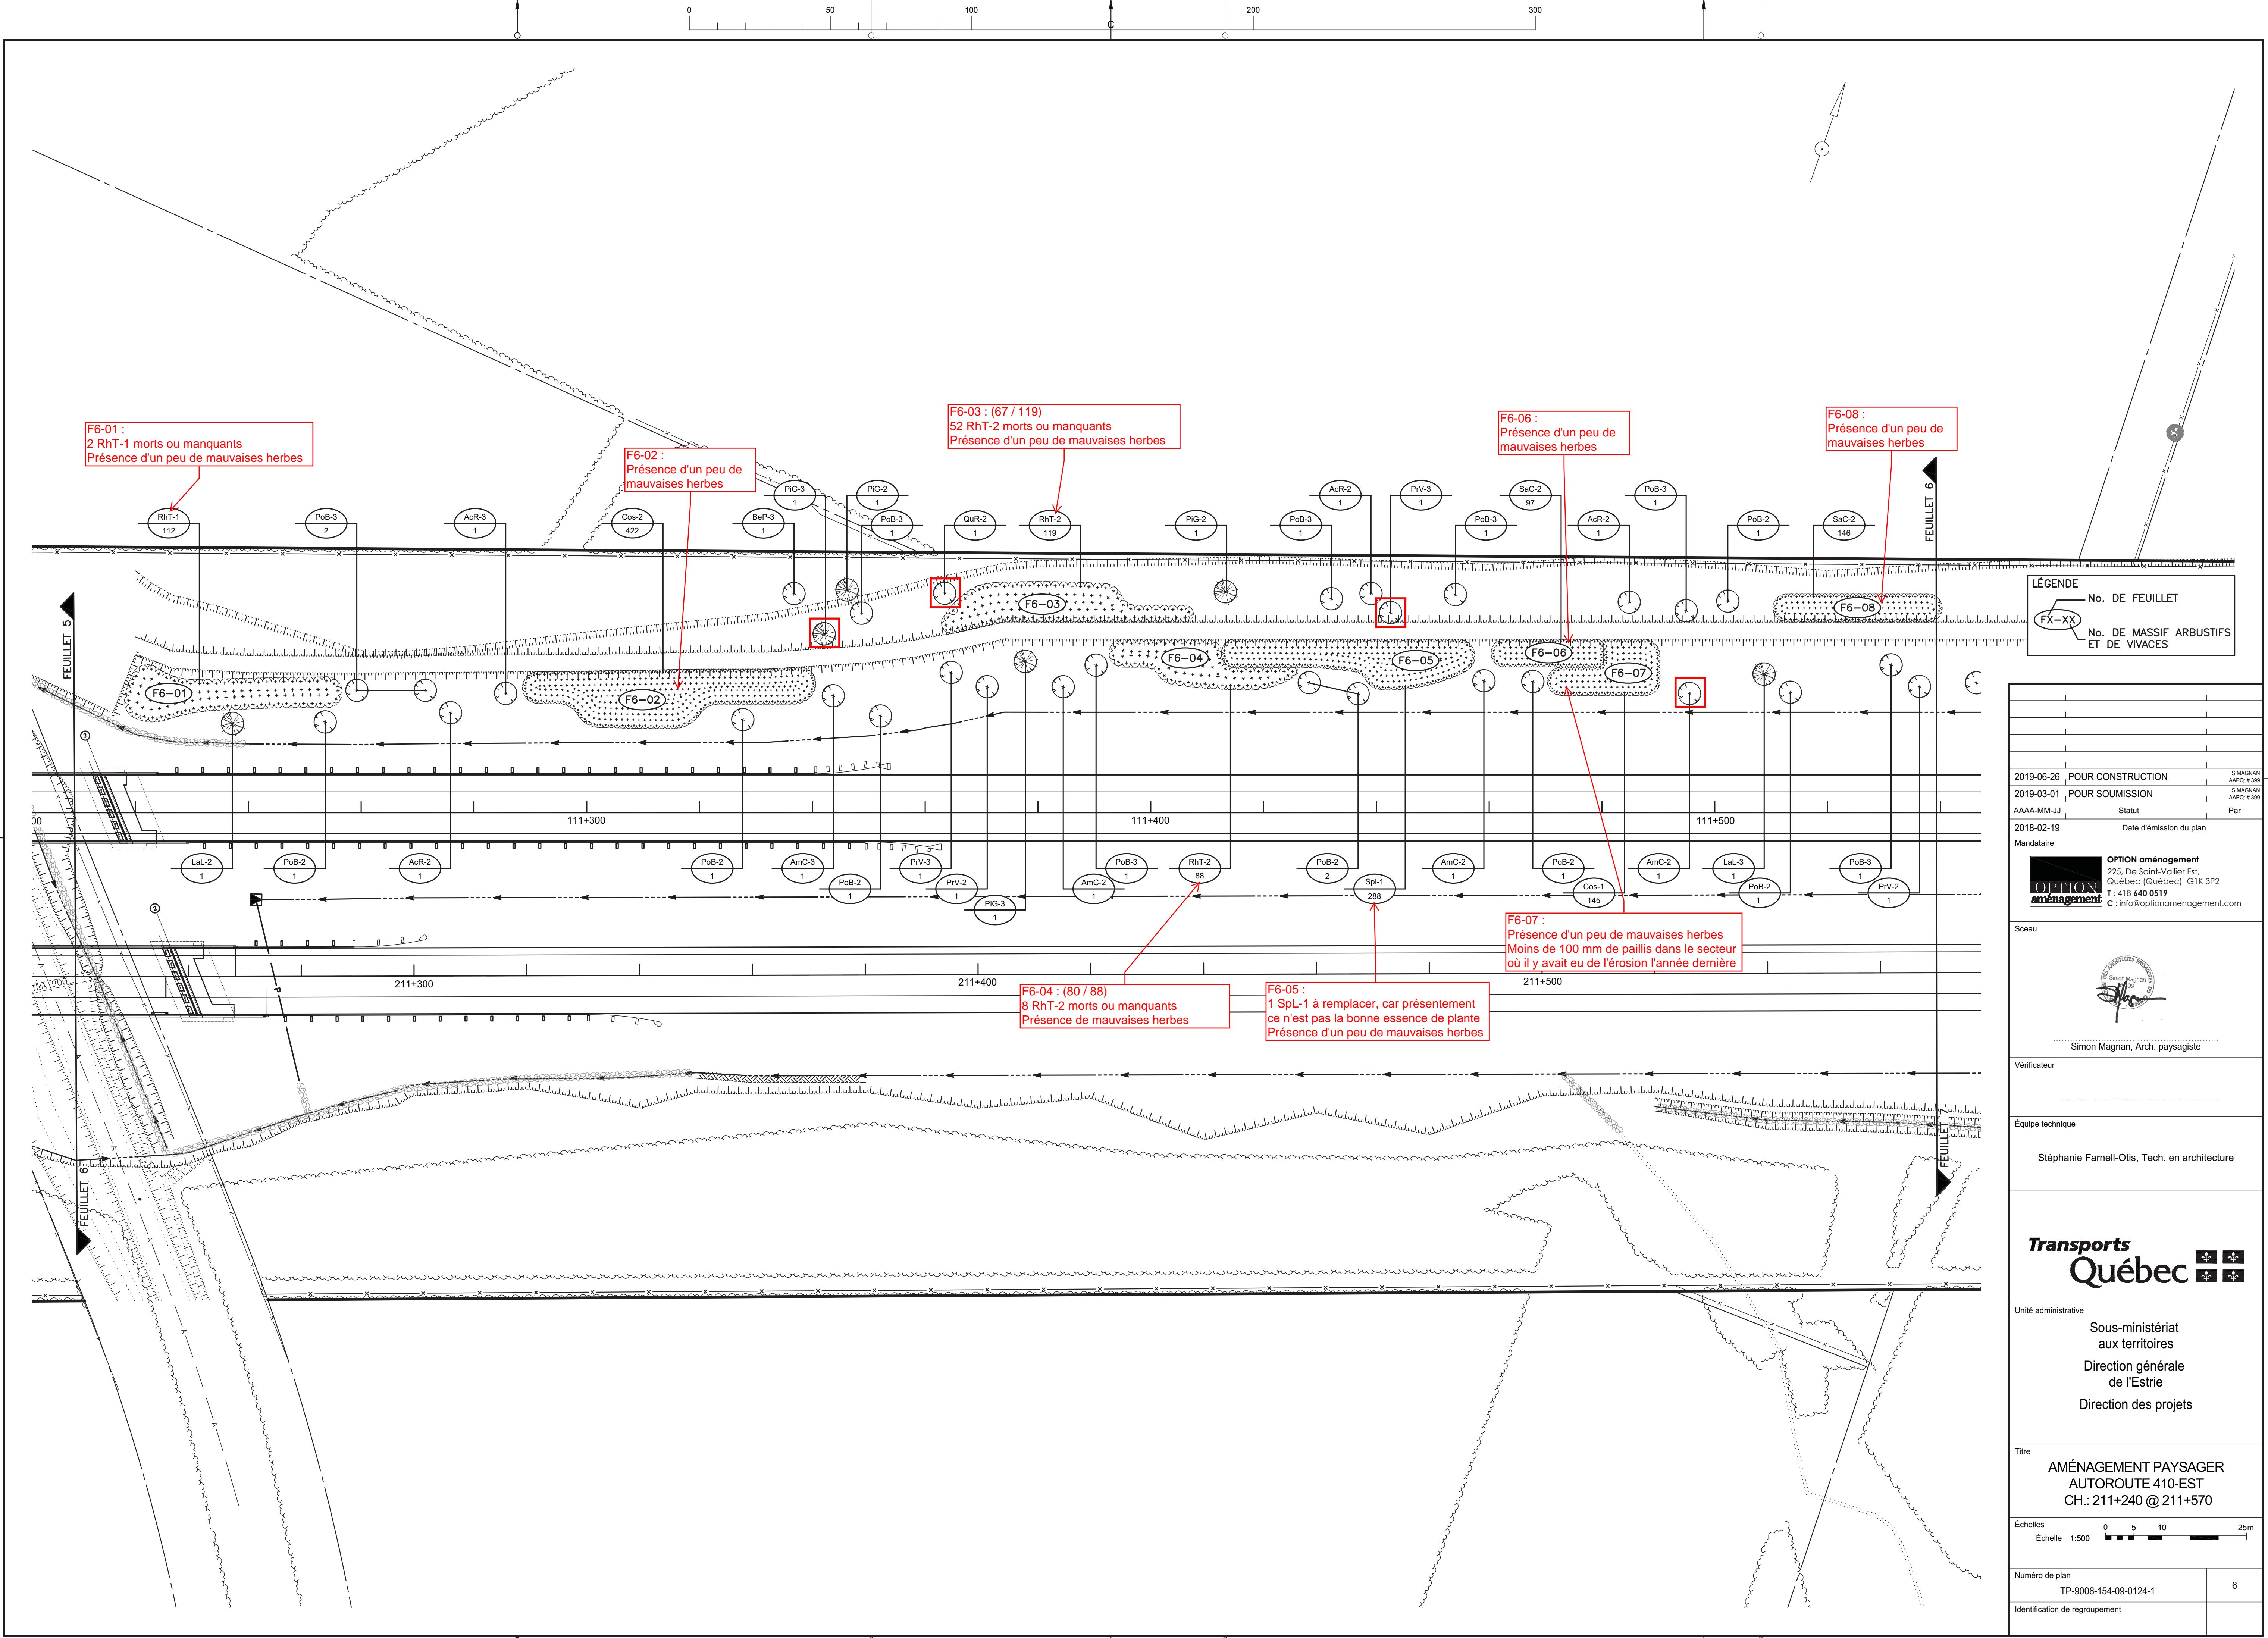 0
50
100
200
300
C
F6-01 :
2 RhT-1 morts ou manquants
Présence d'un peu de mauvaises herbes
F6-02 :
Présence d'un peu de
mauvaises herbes
F6-03 : (67 / 119)
52 RhT-2 morts ou manquants
Présence d'un peu de mauvaises herbes
F6-06 :
Présence d'un peu de
mauvaises herbes
F6-08 :
Présence d'un peu de
mauvaises herbes
RhT-1
112
PoB-3
2
AcR-3
1
Cos-2
422
BeP-3
1
PiG-3
1
PiG-2
1
PoB-3
1
QuR-2
1
RhT-2
119
PiG-2
1
PoB-3
1
AcR-2
1
PrV-3
1
PoB-3
1
SaC-2
97
AcR-2
1
PoB-3
1
PoB-2
1
SaC-2
146
FEUILLET 5
FEUILLET 6
F6-01
F6-02
F6-03
F6-04
F6-05
F6-06
F6-07
F6-08
LÉGENDE
No. DE FEUILLET
FX-XX
No. DE MASSIF ARBUSTIFS
ET DE VIVACES
2
00
111+300
111+400
111+500
LaL-2
1
PoB-2
1
AcR-2
1
PoB-2
1
AmC-3
1
PoB-2
1
PrV-3
1
PrV-2
1
PiG-3
1
AmC-2
1
PoB-3
1
RhT-2
88
PoB-2
2
Spl-1
288
AmC-2
1
PoB-2
1
Cos-1
145
AmC-2
1
LaL-3
1
PoB-2
1
PoB-3
1
PrV-2
1
2
P
211+300
211+400
211+500
F6-04 : (80 / 88)
8 RhT-2 morts ou manquants
Présence de mauvaises herbes
F6-05 :
1 SpL-1 à remplacer, car présentement
ce n'est pas la bonne essence de plante
Présence d'un peu de mauvaises herbes
F6-07 :
Présence d'un peu de mauvaises herbes
Moins de 100 mm de paillis dans le secteur
où il y avait eu de l'érosion l'année dernière
FEUILLET 6
FEUILLET 7
2019-06-26 POUR CONSTRUCTION S.MAGNAN AAPQ: # 399
2019-03-01 POUR SOUMISSION S.MAGNAN AAPQ: # 399
AAAA-MM-JJ Statut Par
2018-02-19 Date d'émission du plan
Mandataire
OPTION
aménagement
OPTION aménagement
225, De Saint-Vallier Est,
Québec (Québec) G1K 3P2
T : 418 640 0519
C : info@optionamenagement.com
Sceau
Simon Magnan
Simon Magnan, Arch. paysagiste
Vérificateur
Équipe technique
Stéphanie Farnell-Otis, Tech. en architecture
Transports
Québec
Unité administrative
Sous-ministériat
aux territoires
Direction générale
de l'Estrie
Direction des projets
Titre
AMÉNAGEMENT PAYSAGER
AUTOROUTE 410-EST
CH.: 211+240 @ 211+570
Échelles
Échelle 1:500 0 5 10 25m
Numéro de plan
TP-9008-154-09-0124-1
6
Identification de regroupement